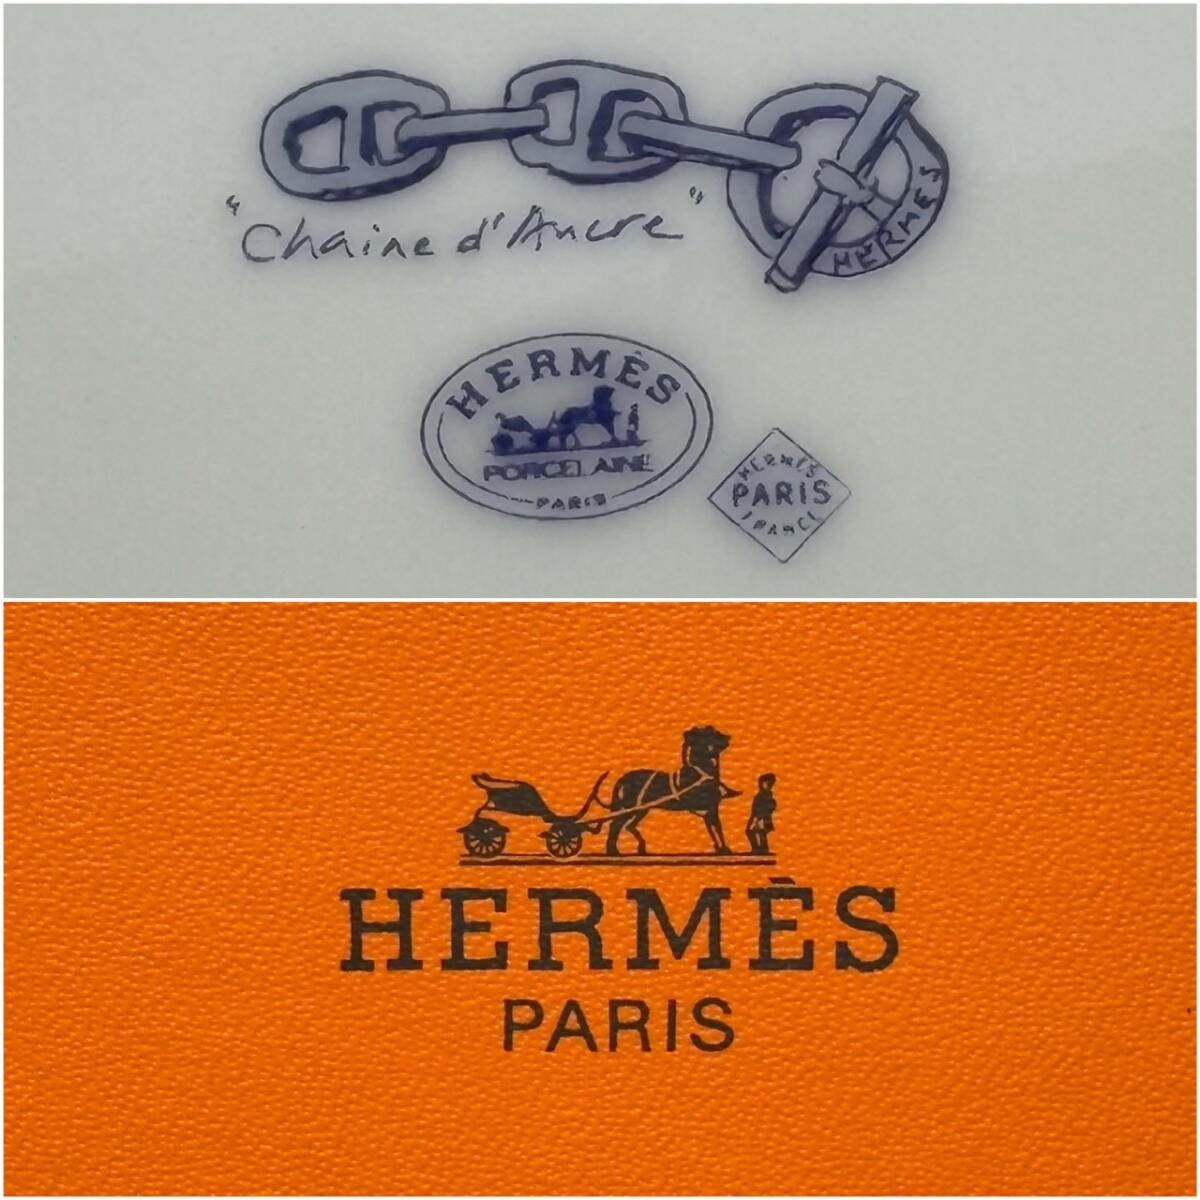 "Chaine d'Ancre"
HERMES
HERMÈS
PORCELAINE
PARIS
HERMÈS
PARIS
FRANCE
HERMÈS
PARIS